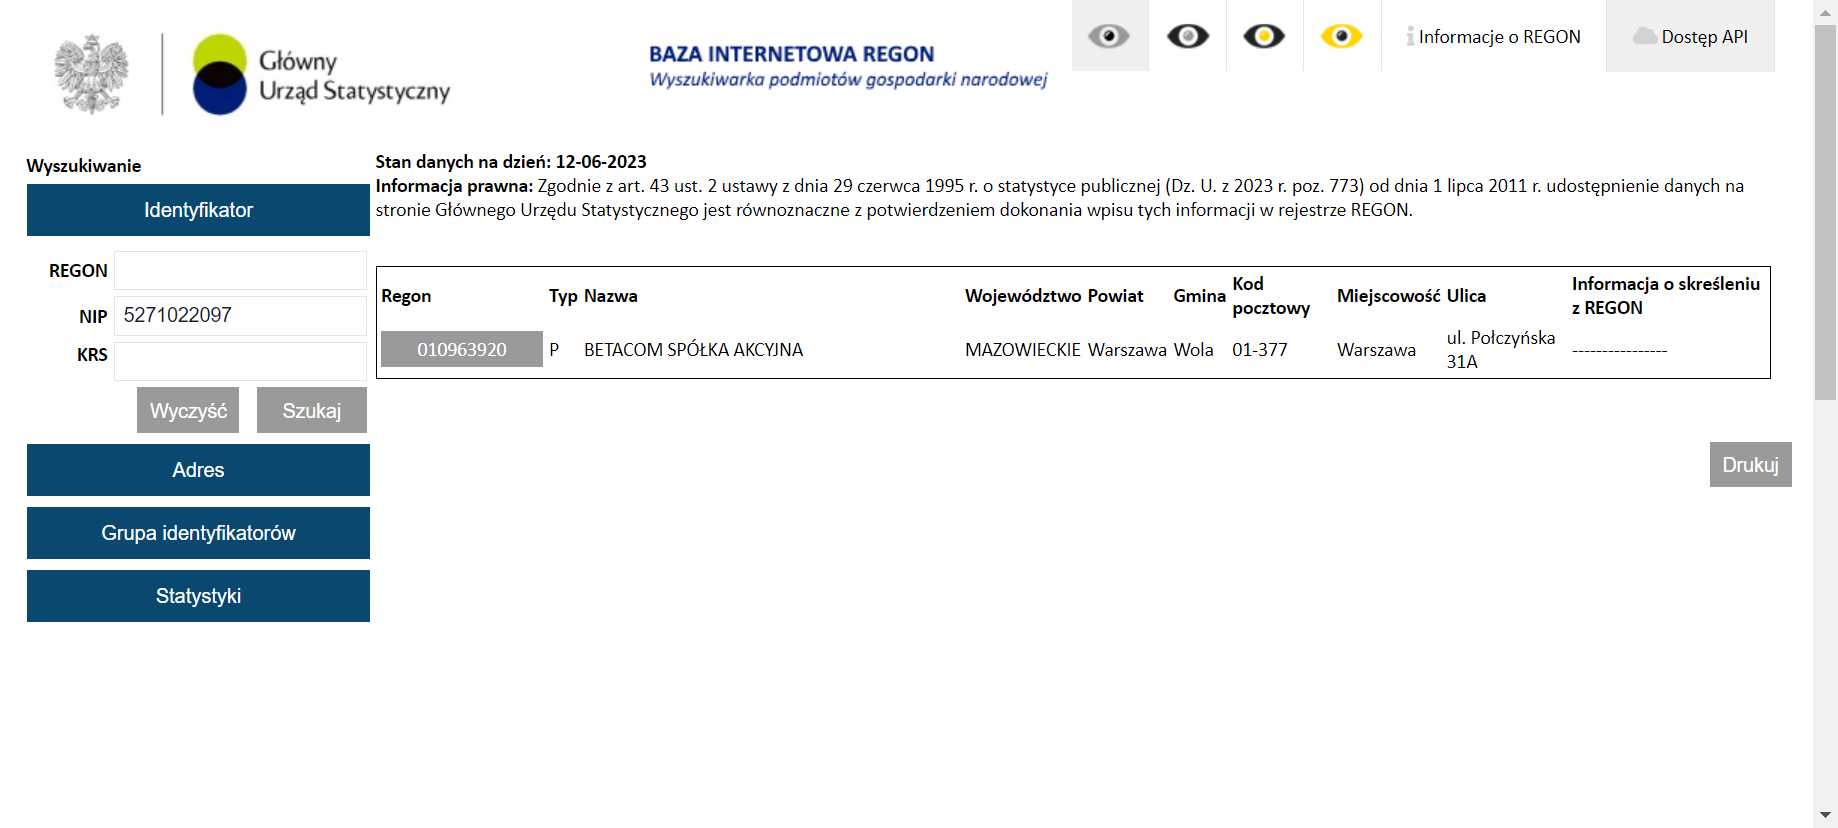 Główny
Urząd Statystyczny
BAZA INTERNETOWA REGON
Wyszukiwarka podmiotów gospodarki narodowej
Informacje o REGON
Dostęp API
Wyszukiwanie
Identyfikator
REGON
NIP 5271022097
KRS
Wyczyść Szukaj
Adres
Grupa identyfikatorów
Statystyki
Stan danych na dzień: 12-06-2023
Informacja prawna: Zgodnie z art. 43 ust. 2 ustawy z dnia 29 czerwca 1995 r. o statystyce publicznej (Dz. U. z 2023 r. poz. 773) od dnia 1 lipca 2011 r. udostępnienie danych na
stronie Głównego Urzędu Statystycznego jest równoznaczne z potwierdzeniem dokonania wpisu tych informacji w rejestrze REGON.
Regon Typ Nazwa Województwo Powiat Gmina Kod pocztowy Miejscowość Ulica Informacja o skreśleniu z REGON
010963920 P BETACOM SPÓŁKA AKCYJNA MAZOWIECKIE Warszawa Wola 01-377 Warszawa ul. Połczyńska 31A ----------------
Drukuj